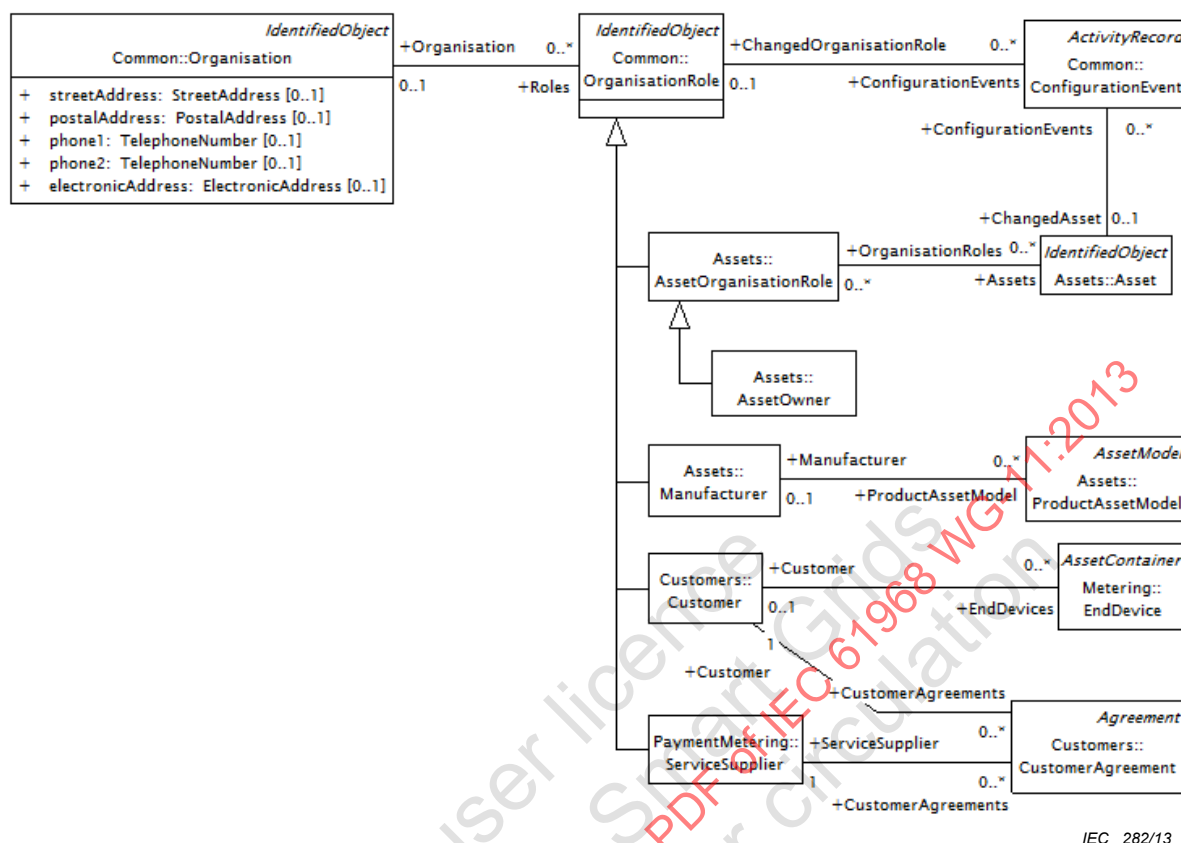 IdentifiedObject
Common::Organisation
+ streetAddress: StreetAddress [0..1]
+ postalAddress: PostalAddress [0..1]
+ phone1: TelephoneNumber [0..1]
+ phone2: TelephoneNumber [0..1]
+ electronicAddress: ElectronicAddress [0..1]
+Organisation 0..*
0..1 +Roles
IdentifiedObject
Common::
OrganisationRole
+ChangedOrganisationRole 0..*
0..1 +ConfigurationEvents
ActivityRecord
Common::
ConfigurationEvent
+ConfigurationEvents 0..*
+ChangedAsset 0..1
Assets::
AssetOrganisationRole
+OrganisationRoles 0..*
0..* +Assets
IdentifiedObject
Assets::Asset
Assets::
AssetOwner
Assets::
Manufacturer
+Manufacturer 0..*
0..1 +ProductAssetModel
AssetModel
Assets::
ProductAssetModel
Customers::
Customer
+Customer 0..*
0..1 +EndDevices
AssetContainer
Metering::
EndDevice
1
+Customer
+CustomerAgreements
0..*
PaymentMetering::
ServiceSupplier
+ServiceSupplier
1 0..*
+CustomerAgreements
Agreement
Customers::
CustomerAgreement
IEC 282/13
user licence
Smart Grids
PDF of IEC 61968 WG-11:2013
r circulation